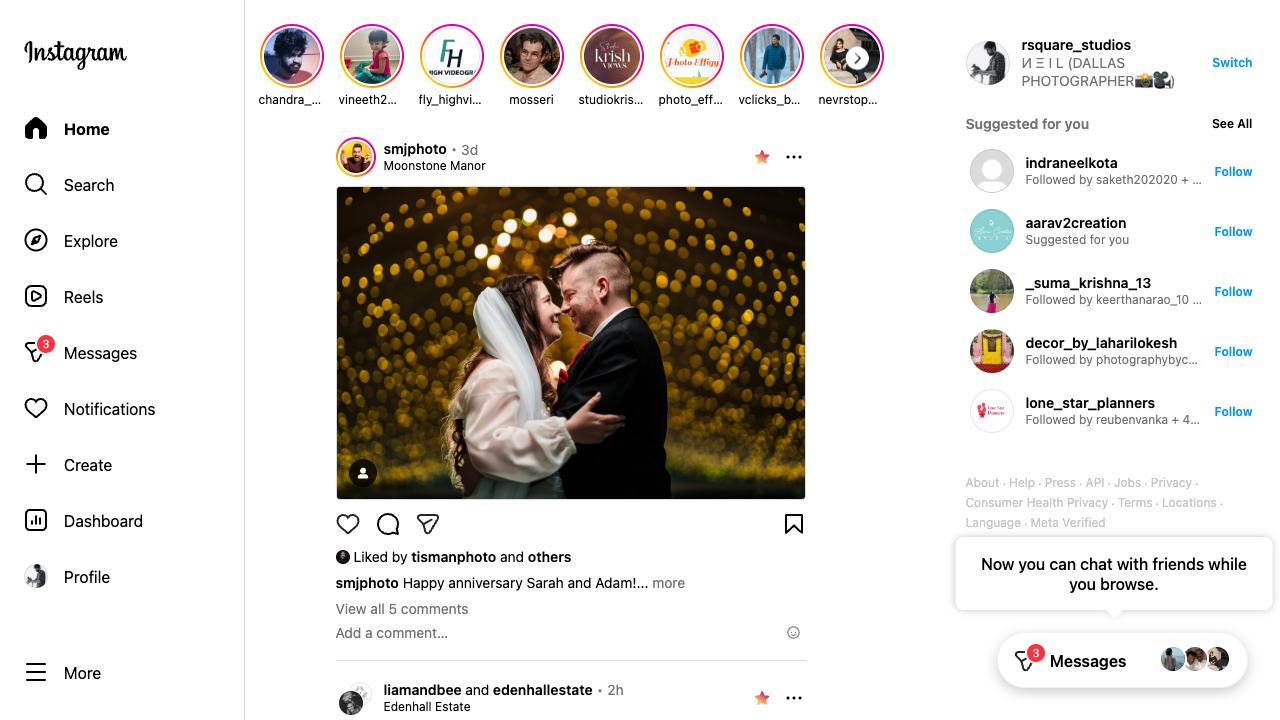 Instagram
Home
Search
Explore
Reels
3
Messages
Notifications
Create
Dashboard
Profile
More
chandra_...
vineeth2...
fly_highvi...
mosseri
studiokris...
photo_eff...
vclicks_b...
nevrstop...
FH
HIGH VIDEOGR
Studio
krish
VIEWS
Photo Effigy
smjphoto • 3d
Moonstone Manor
Liked by tismanphoto and others
smjphoto Happy anniversary Sarah and Adam!... more
View all 5 comments
Add a comment...
liamandbee and edenhallestate • 2h
Edenhall Estate
rsquare_studios
И Ξ I L (DALLAS
PHOTOGRAPHER📸🎥)
Switch
Suggested for you
See All
indraneelkota
Followed by saketh202020 + ...
Follow
aarav2creation
Suggested for you
Follow
_suma_krishna_13
Followed by keerthanarao_10 ...
Follow
decor_by_laharilokesh
Followed by photographybyc...
Follow
lone_star_planners
Followed by reubenvanka + 4...
Follow
Lone Star
Planners
About · Help · Press · API · Jobs · Privacy ·
Consumer Health Privacy · Terms · Locations ·
Language · Meta Verified
Now you can chat with friends while
you browse.
3
Messages